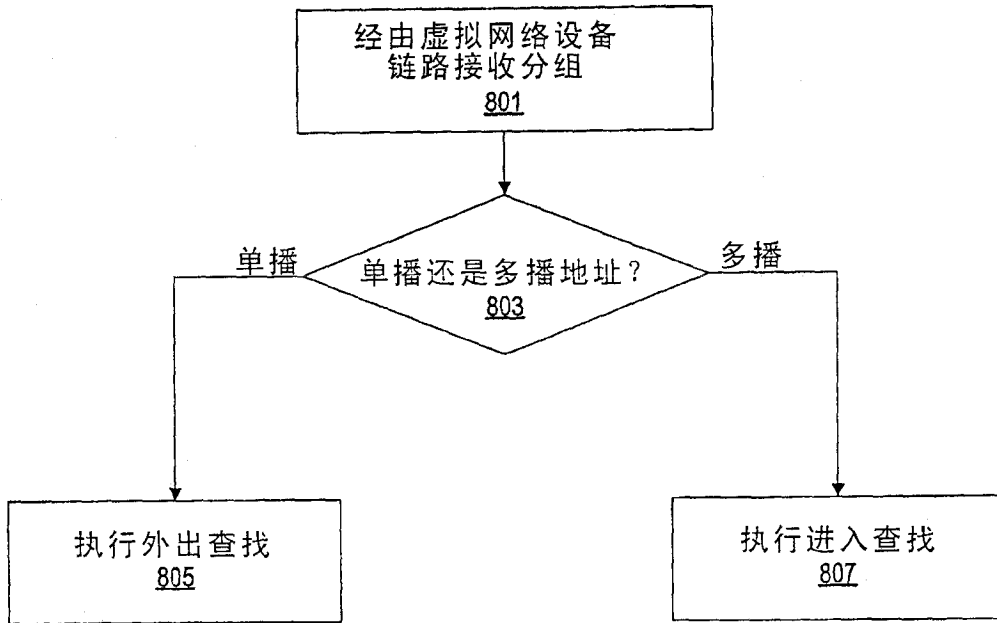 经由虚拟网络设备
链路接收分组
801
单播
单播还是多播地址？
803
多播
执行外出查找
805
执行进入查找
807